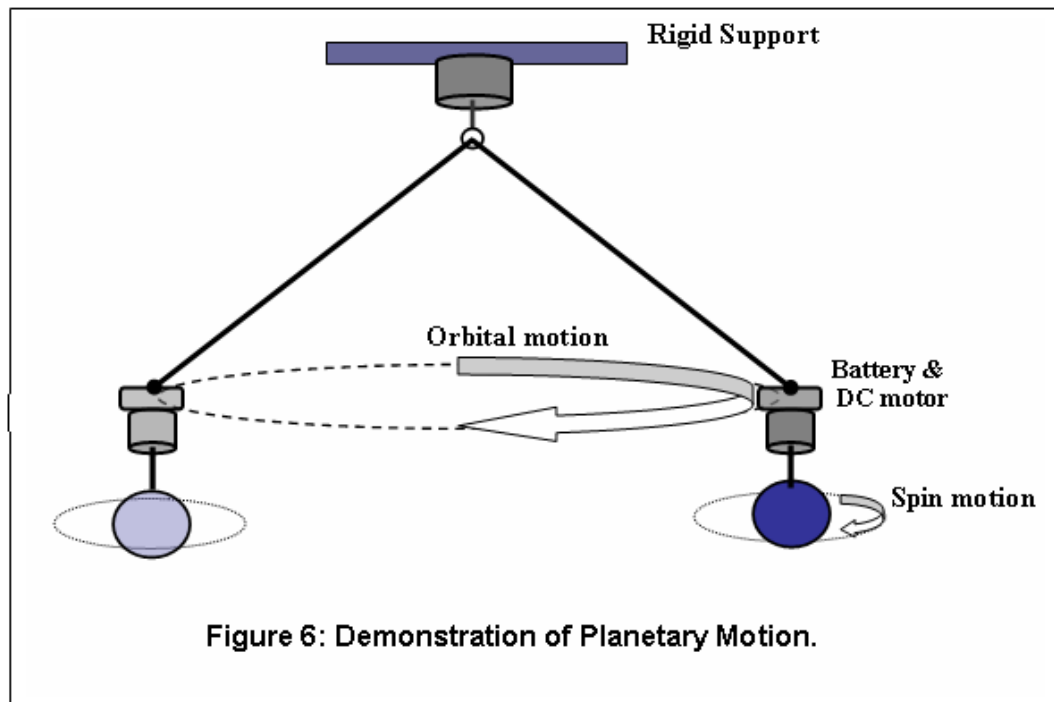 Rigid Support
Orbital motion
Battery &
DC motor
Spin motion
Figure 6: Demonstration of Planetary Motion.